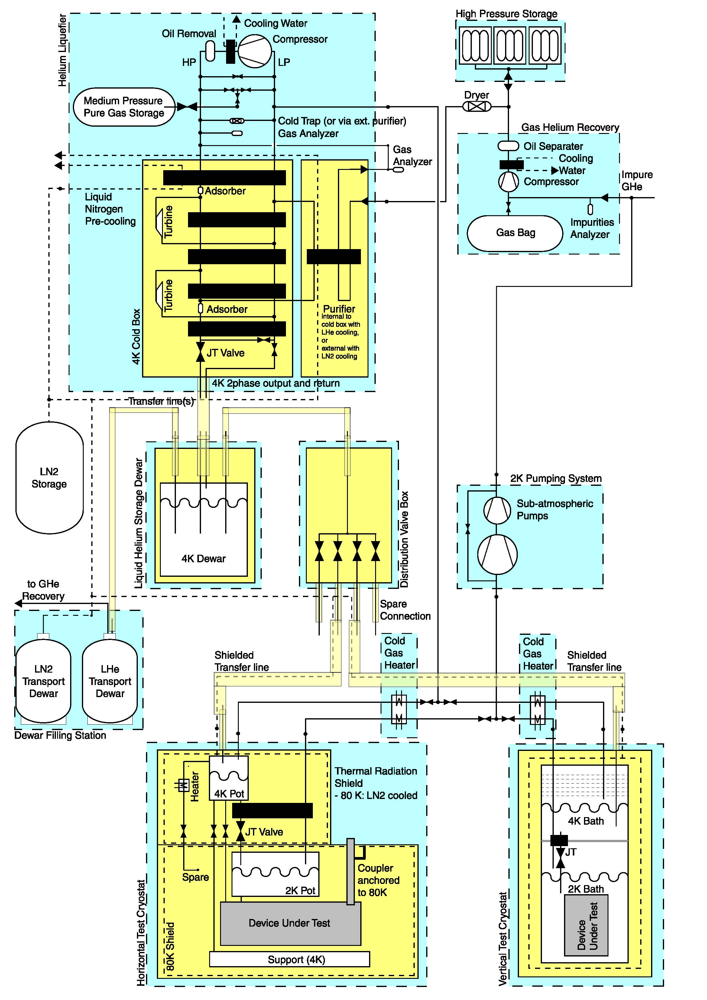 Helium Liquefier
Cooling Water
Oil Removal
Compressor
HP
LP
Medium Pressure
Pure Gas Storage
Cold Trap (or via ext. purifier)
Gas Analyzer
Gas
Analyzer
High Pressure Storage
Dryer
Gas Helium Recovery
Oil Separater
Cooling
Water
Compressor
Impure
GHe
Gas Bag
Impurities
Analyzer
Adsorber
Liquid
Nitrogen
Pre-cooling
Turbine
Turbine
Adsorber
4K Cold Box
JT Valve
Purifier
internal to
cold box with
LHe cooling,
or
external with
LN2 cooling
4K 2phase output and return
Transfer line(s)
LN2
Storage
Liquid Helium Storage Dewar
4K Dewar
Distribution Valve Box
2K Pumping System
Sub-atmospheric
Pumps
to GHe
Recovery
Spare
Connection
LN2
Transport
Dewar
LHe
Transport
Dewar
Dewar Filling Station
Shielded
Transfer line
Cold
Gas
Heater
Cold
Gas
Heater
Shielded
Transfer line
Horizontal Test Cryostat
Heater
4K Pot
Thermal Radiation
Shield
- 80 K: LN2 cooled
JT Valve
Spare
2K Pot
Coupler
anchored
to 80K
80K Shield
Device Under Test
Support (4K)
Vertical Test Cryostat
4K Bath
JT
2K Bath
Device
Under Test